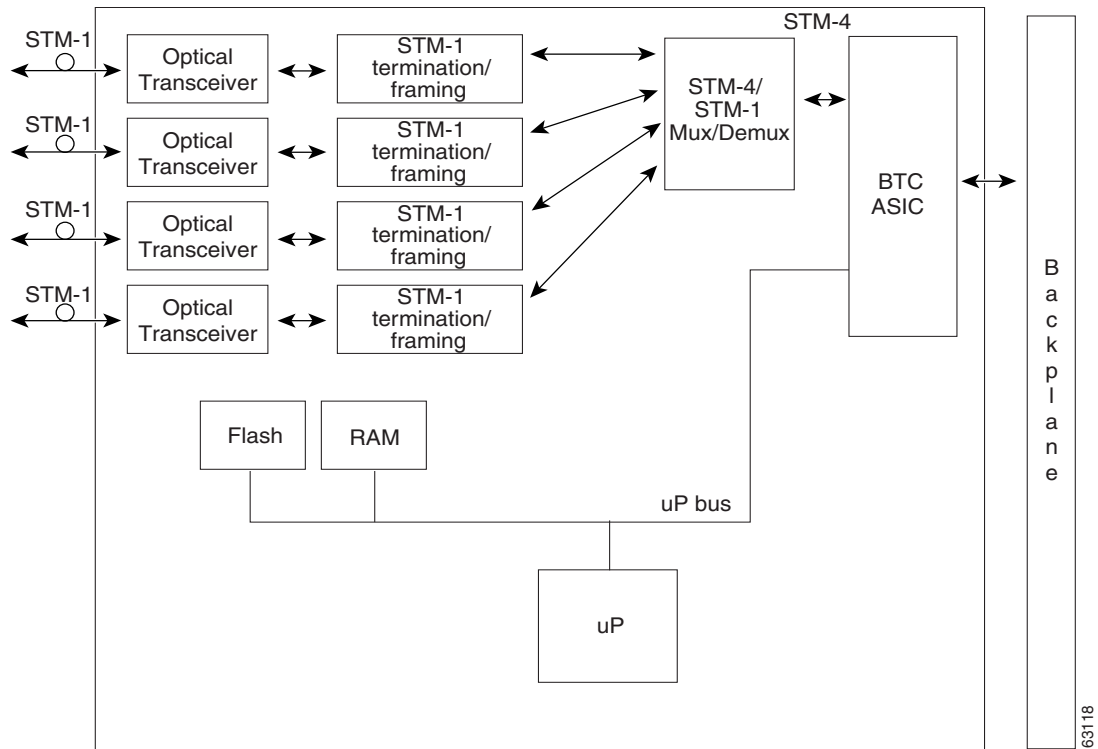 STM-4
STM-1
Optical
Transceiver
STM-1
termination/
framing
STM-4/
STM-1
Mux/Demux
BTC
ASIC
STM-1
Optical
Transceiver
STM-1
termination/
framing
STM-1
Optical
Transceiver
STM-1
termination/
framing
STM-1
Optical
Transceiver
STM-1
termination/
framing
Backplane
Flash
RAM
uP bus
uP
63118